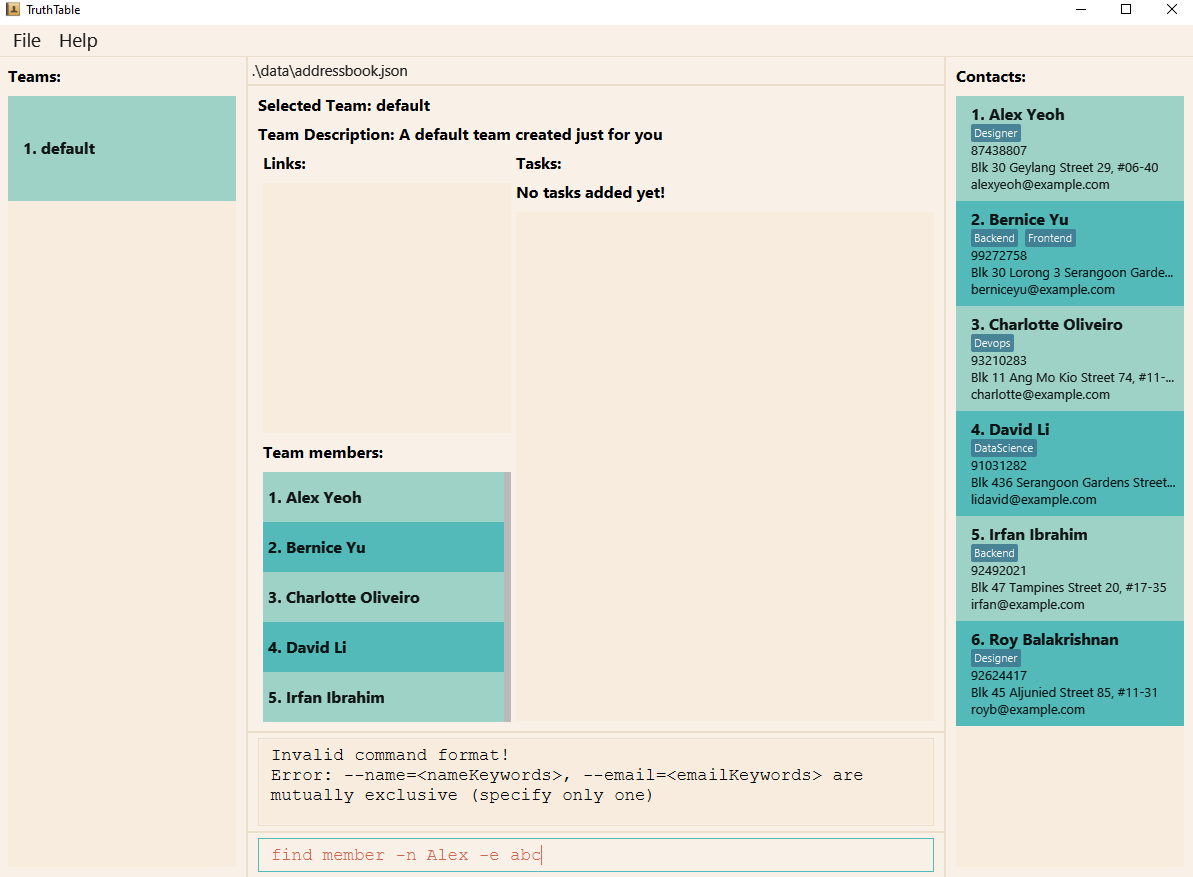 TruthTable
File Help
Teams:
1. default
.\data\addressbook.json
Selected Team: default
Team Description: A default team created just for you
Links:
Tasks:
No tasks added yet!
Team members:
1. Alex Yeoh
2. Bernice Yu
3. Charlotte Oliveiro
4. David Li
5. Irfan Ibrahim
Invalid command format!
Error: --name=<nameKeywords>, --email=<emailKeywords> are
mutually exclusive (specify only one)
find member -n Alex -e abc
Contacts:
1. Alex Yeoh
Designer
87438807
Blk 30 Geylang Street 29, #06-40
alexyeoh@example.com
2. Bernice Yu
Backend Frontend
99272758
Blk 30 Lorong 3 Serangoon Garde...
berniceyu@example.com
3. Charlotte Oliveiro
Devops
93210283
Blk 11 Ang Mo Kio Street 74, #11-...
charlotte@example.com
4. David Li
DataScience
91031282
Blk 436 Serangoon Gardens Street...
lidavid@example.com
5. Irfan Ibrahim
Backend
92492021
Blk 47 Tampines Street 20, #17-35
irfan@example.com
6. Roy Balakrishnan
Designer
92624417
Blk 45 Aljunied Street 85, #11-31
royb@example.com